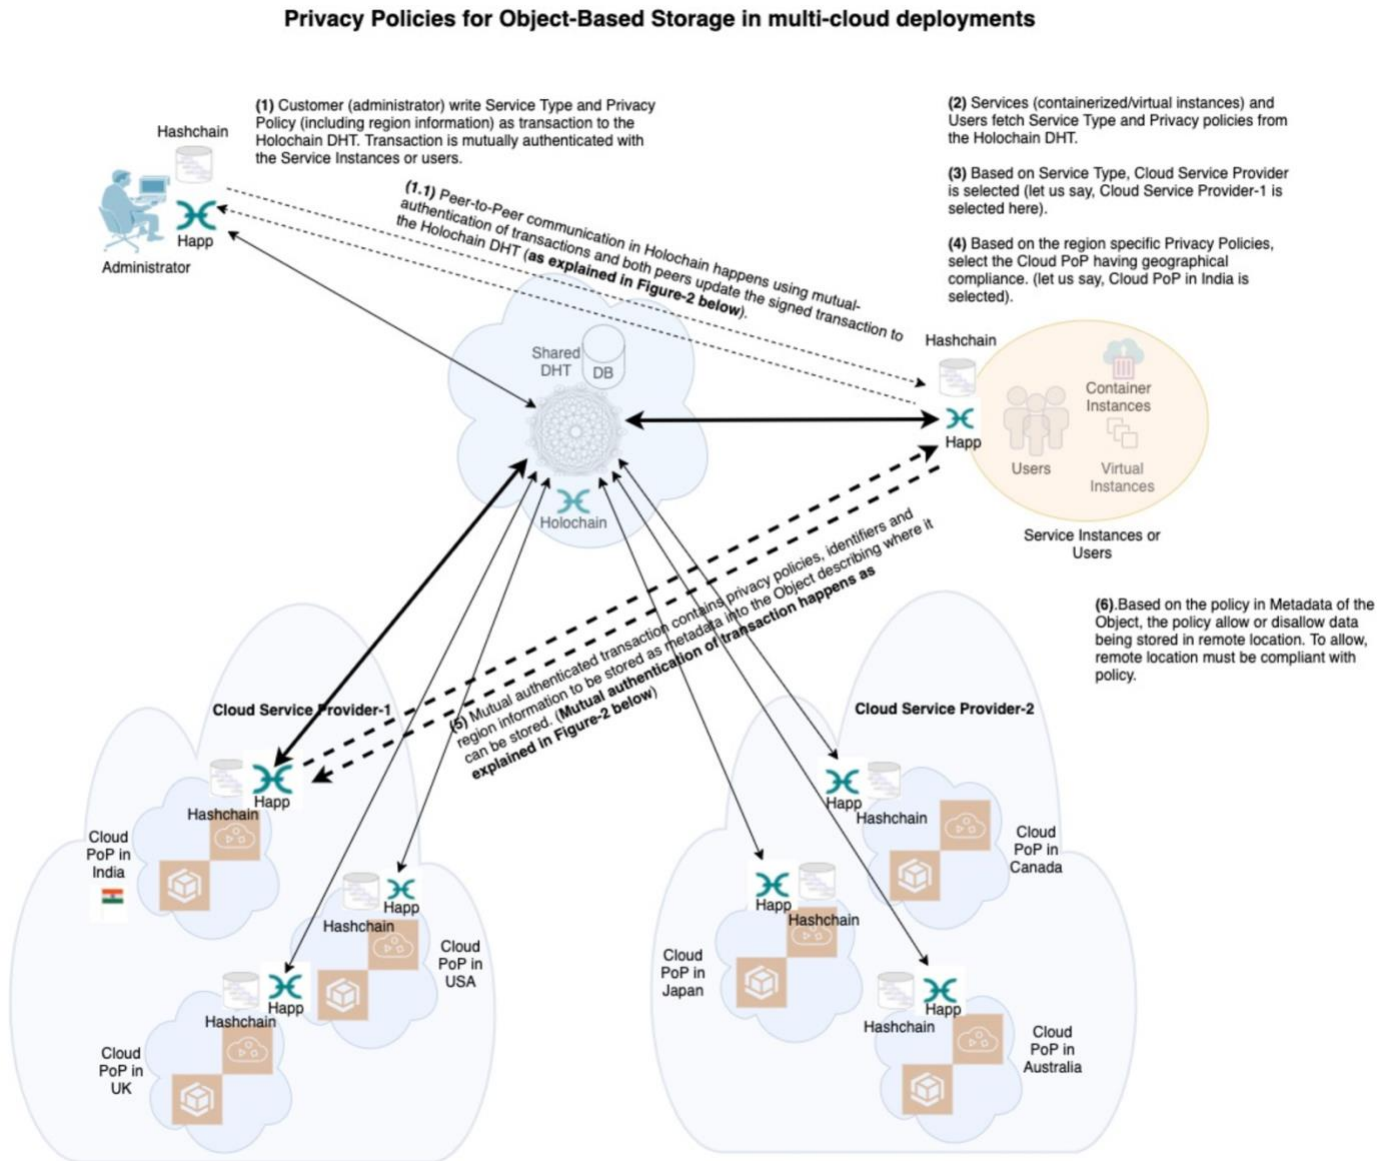 Privacy Policies for Object-Based Storage in multi-cloud deployments
(1) Customer (administrator) write Service Type and Privacy
Policy (including region information) as transaction to the
Holochain DHT. Transaction is mutually authenticated with
the Service Instances or users.
(2) Services (containerized/virtual instances) and
Users fetch Service Type and Privacy policies from
the Holochain DHT.
(3) Based on Service Type, Cloud Service Provider
is selected (let us say, Cloud Service Provider-1 is
selected here).
(4) Based on the region specific Privacy Policies,
select the Cloud PoP having geographical
compliance. (let us say, Cloud PoP in India is
selected).
Hashchain
Happ
Administrator
(1.1) Peer-to-Peer communication in Holochain happens using mutual-
authentication of transactions and both peers update the signed transaction to
the Holochain DHT (as explained in Figure-2 below).
Shared
DHT
DB
Holochain
Hashchain
Happ
Container
Instances
Users
Virtual
Instances
Service Instances or
Users
(5) Mutual authenticated transaction contains privacy policies, identifiers and
region information to be stored as metadata into the Object describing where it
can be stored. (Mutual authentication of transaction happens as
explained in Figure-2 below)
(6).Based on the policy in Metadata of the
Object, the policy allow or disallow data
being stored in remote location. To allow,
remote location must be compliant with
policy.
Cloud Service Provider-1
Happ
Hashchain
Cloud
PoP in
India
Happ
Hashchain
Cloud
PoP in
USA
Happ
Hashchain
Cloud
PoP in
UK
Cloud Service Provider-2
Happ
Hashchain
Cloud
PoP in
Canada
Happ
Hashchain
Cloud
PoP in
Japan
Happ
Hashchain
Cloud
PoP in
Australia